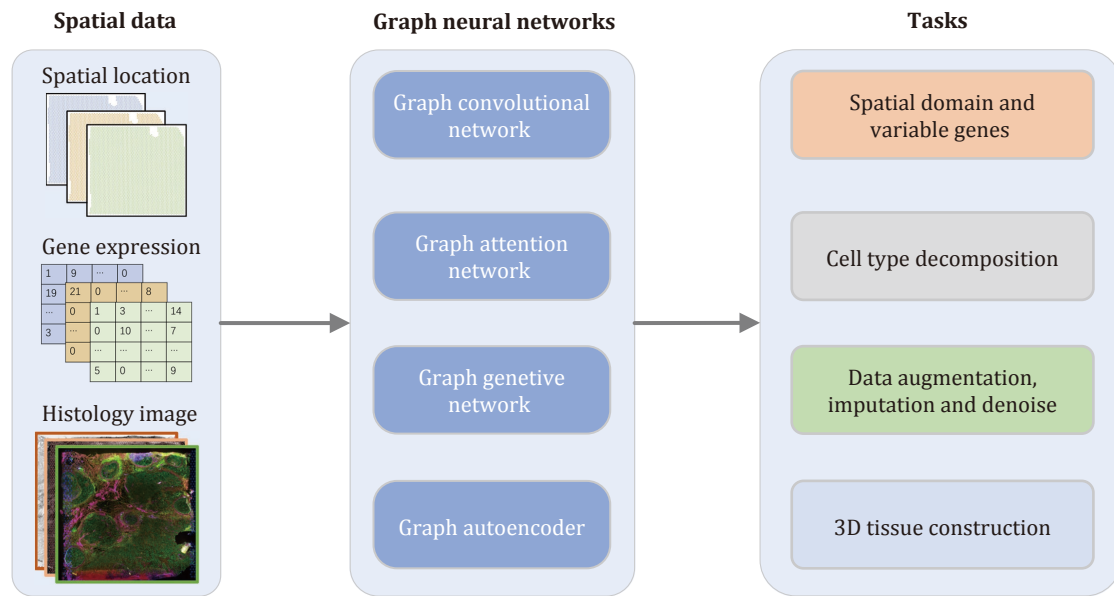 Spatial data
Graph neural networks
Tasks
Spatial location
Gene expression
1 9 ... 0
19 21 0 ... 8
... 0 1 3 ... 14
3 ... 0 10 ... 7
0 ... ... ... ...
5 0 ... 9
Histology image
Graph convolutional
network
Graph attention
network
Graph genetive
network
Graph autoencoder
Spatial domain and
variable genes
Cell type decomposition
Data augmentation,
imputation and denoise
3D tissue construction